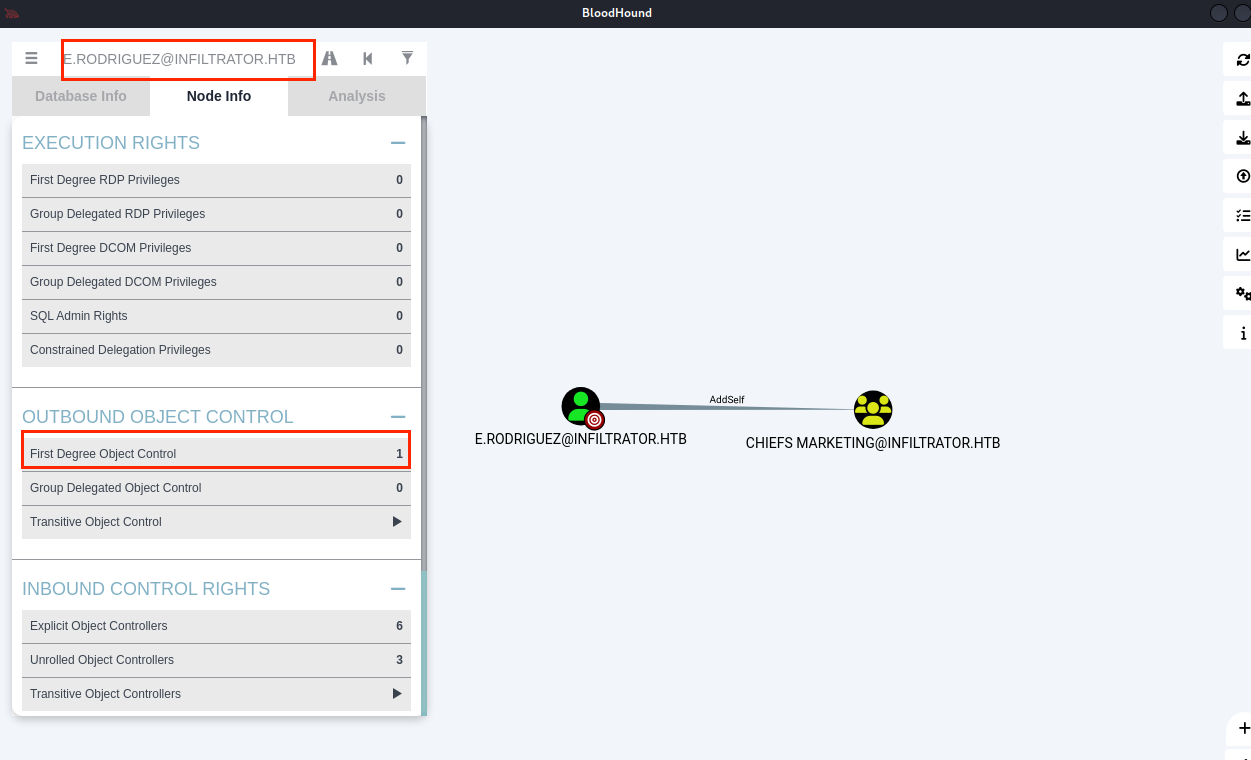 BloodHound
E.RODRIGUEZ@INFILTRATOR.HTB
Database Info Node Info Analysis
EXECUTION RIGHTS
First Degree RDP Privileges 0
Group Delegated RDP Privileges 0
First Degree DCOM Privileges 0
Group Delegated DCOM Privileges 0
SQL Admin Rights 0
Constrained Delegation Privileges 0
OUTBOUND OBJECT CONTROL
First Degree Object Control 1
Group Delegated Object Control 0
Transitive Object Control
INBOUND CONTROL RIGHTS
Explicit Object Controllers 6
Unrolled Object Controllers 3
Transitive Object Controllers
AddSelf
E.RODRIGUEZ@INFILTRATOR.HTB
CHIEFS MARKETING@INFILTRATOR.HTB